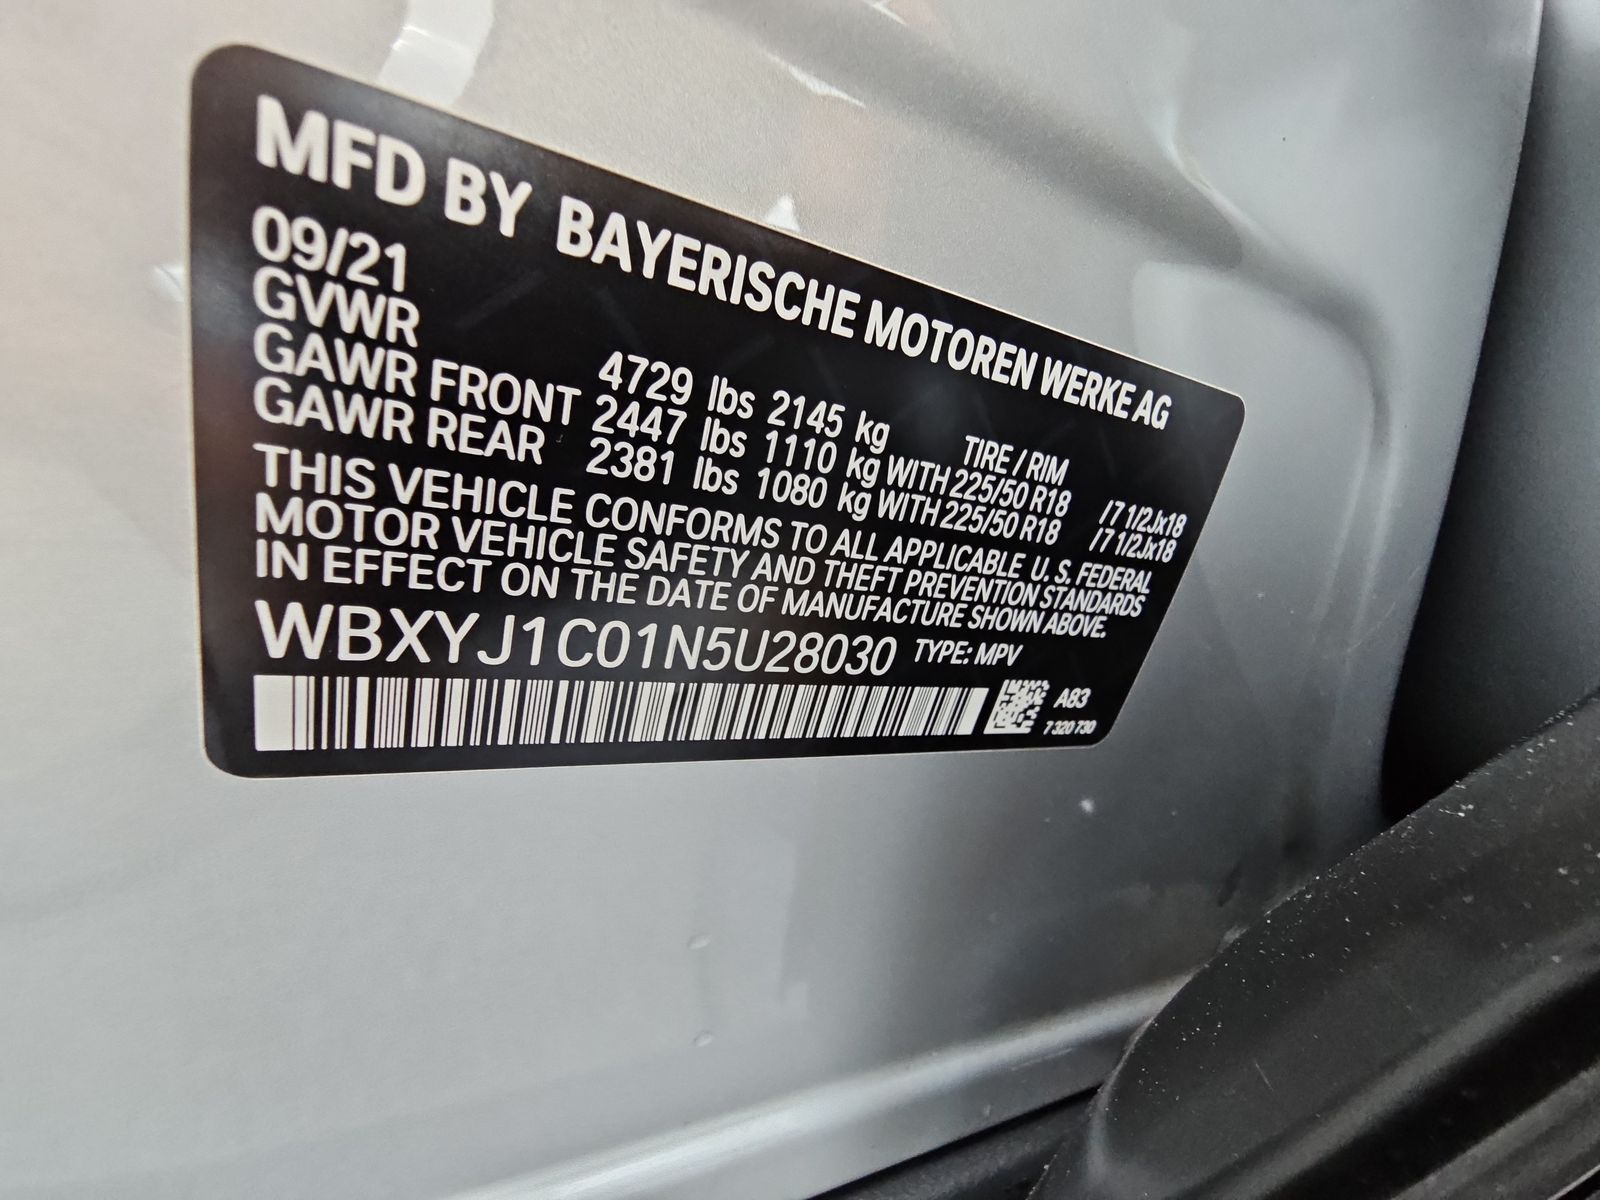 MFD BY BAYERISCHE MOTOREN WERKE AG
09/21
GVWR 4729 lbs 2145 kg TIRE / RIM
GAWR FRONT 2447 lbs 1110 kg WITH 225/50 R18 /7 1/2Jx18
GAWR REAR 2381 lbs 1080 kg WITH 225/50 R18 /7 1/2Jx18
THIS VEHICLE CONFORMS TO ALL APPLICABLE U. S. FEDERAL
MOTOR VEHICLE SAFETY AND THEFT PREVENTION STANDARDS
IN EFFECT ON THE DATE OF MANUFACTURE SHOWN ABOVE.
WBXYJ1C01N5U28030 TYPE: MPV
A83
7 320 730